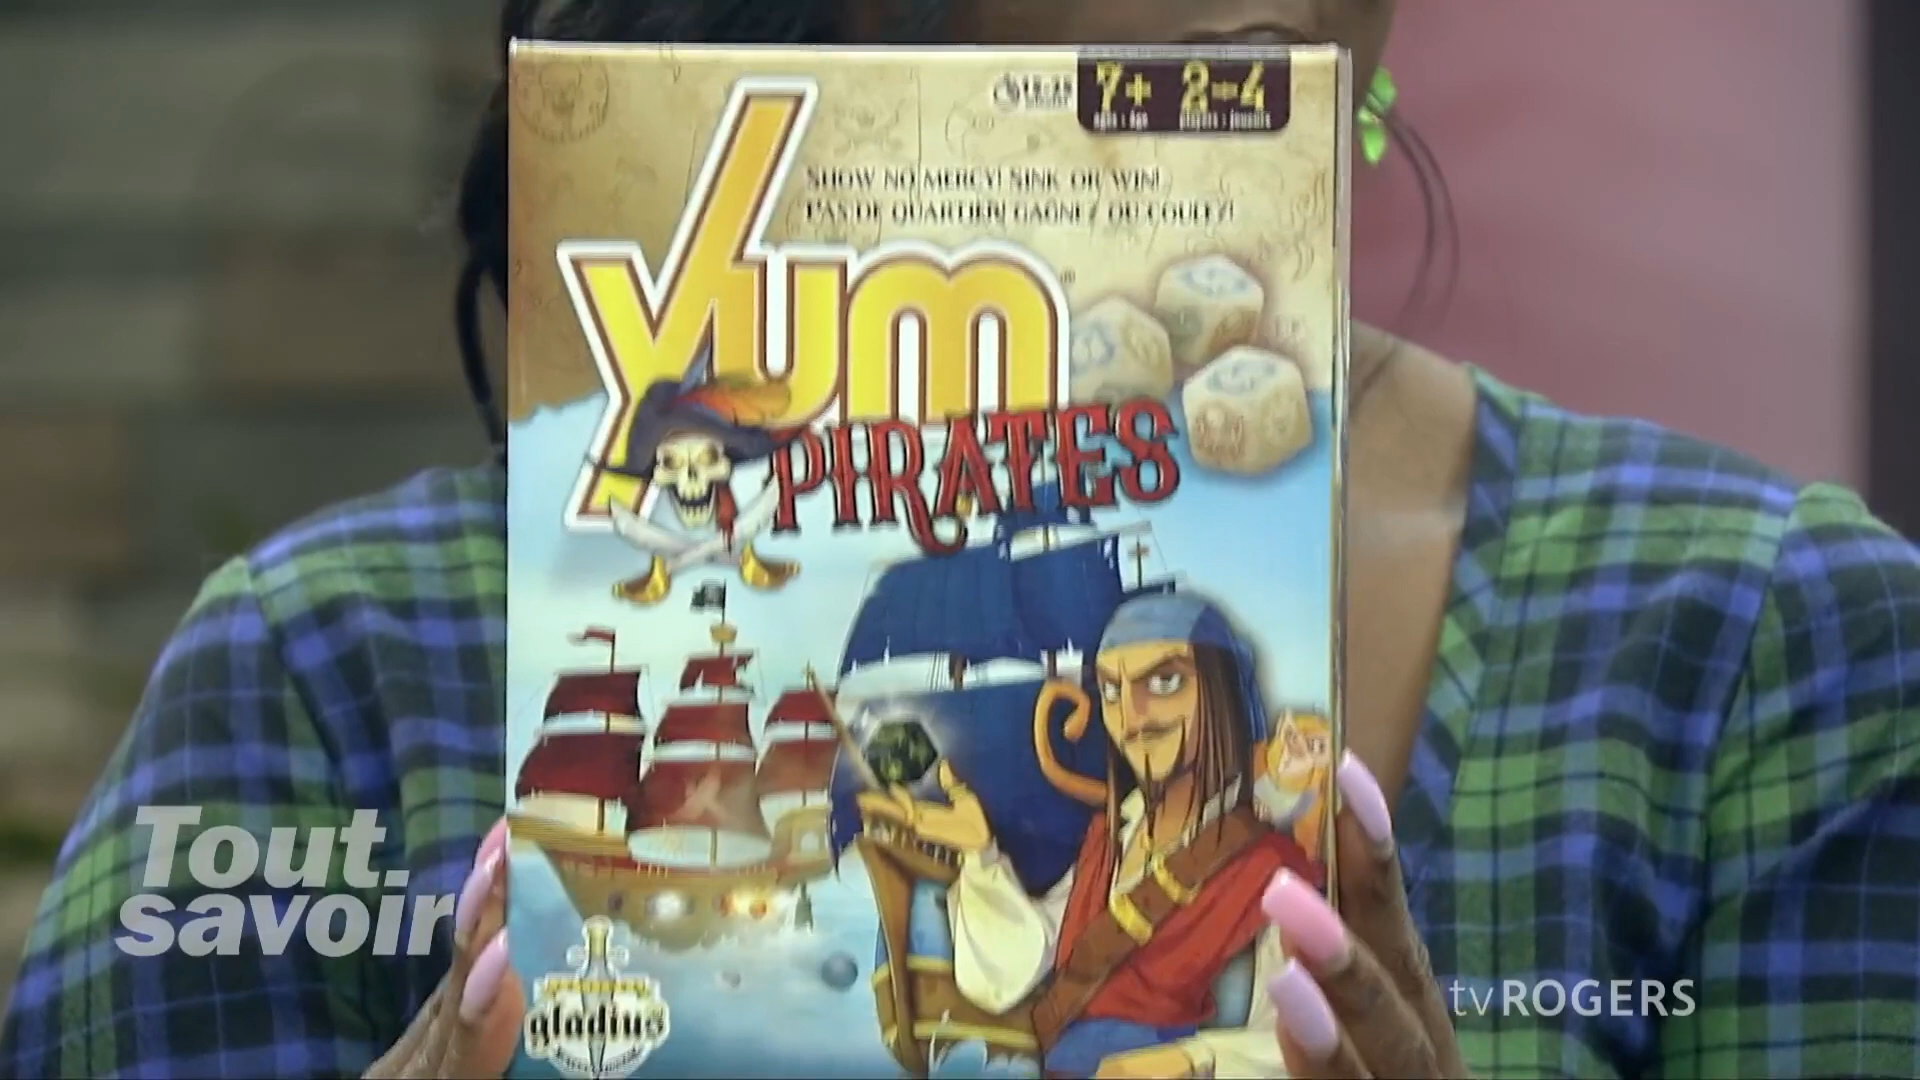 7+ 2-4
SHOW NO MERCY! SINK OR WIN!
PAS DE QUARTIER! GAGNEZ OU COULEZ!
Yum
PIRATES
Tout.
savoir
gladius
tvROGERS